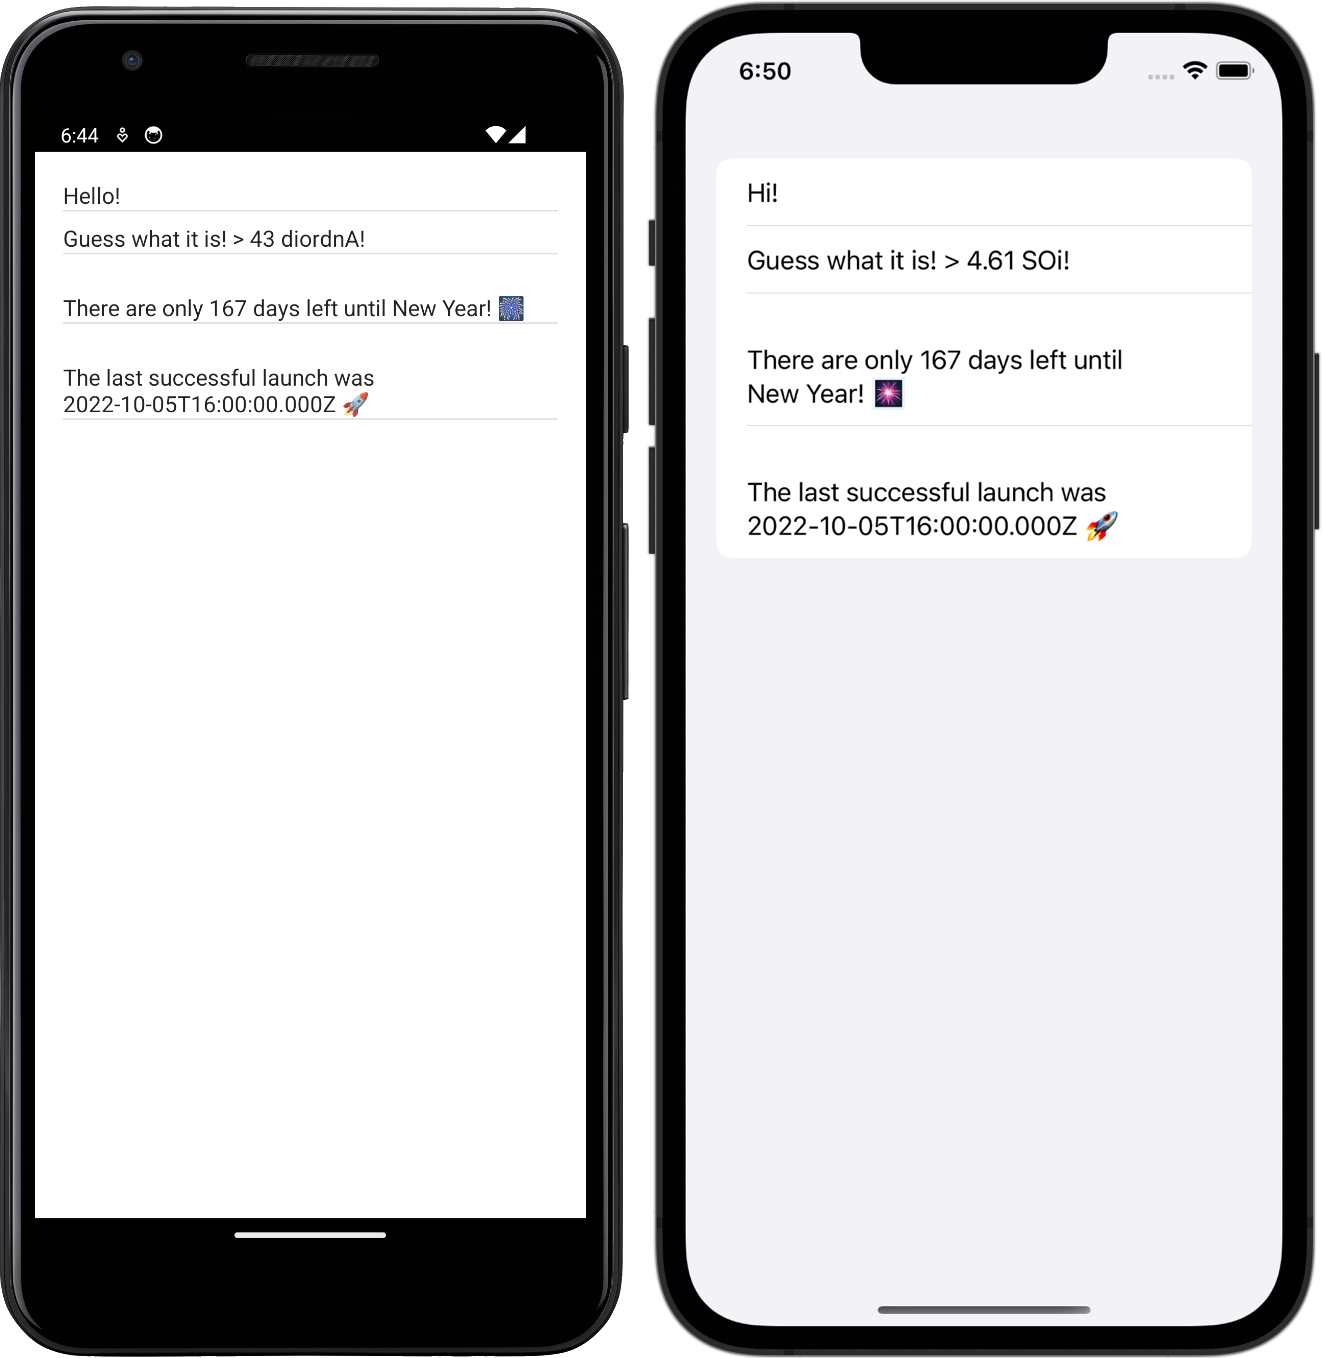 6:44
Hello!
Guess what it is! > 43 diordnA!
There are only 167 days left until New Year! 🎆
The last successful launch was
2022-10-05T16:00:00.000Z 🚀
6:50
Hi!
Guess what it is! > 4.61 SOi!
There are only 167 days left until
New Year! 🎆
The last successful launch was
2022-10-05T16:00:00.000Z 🚀